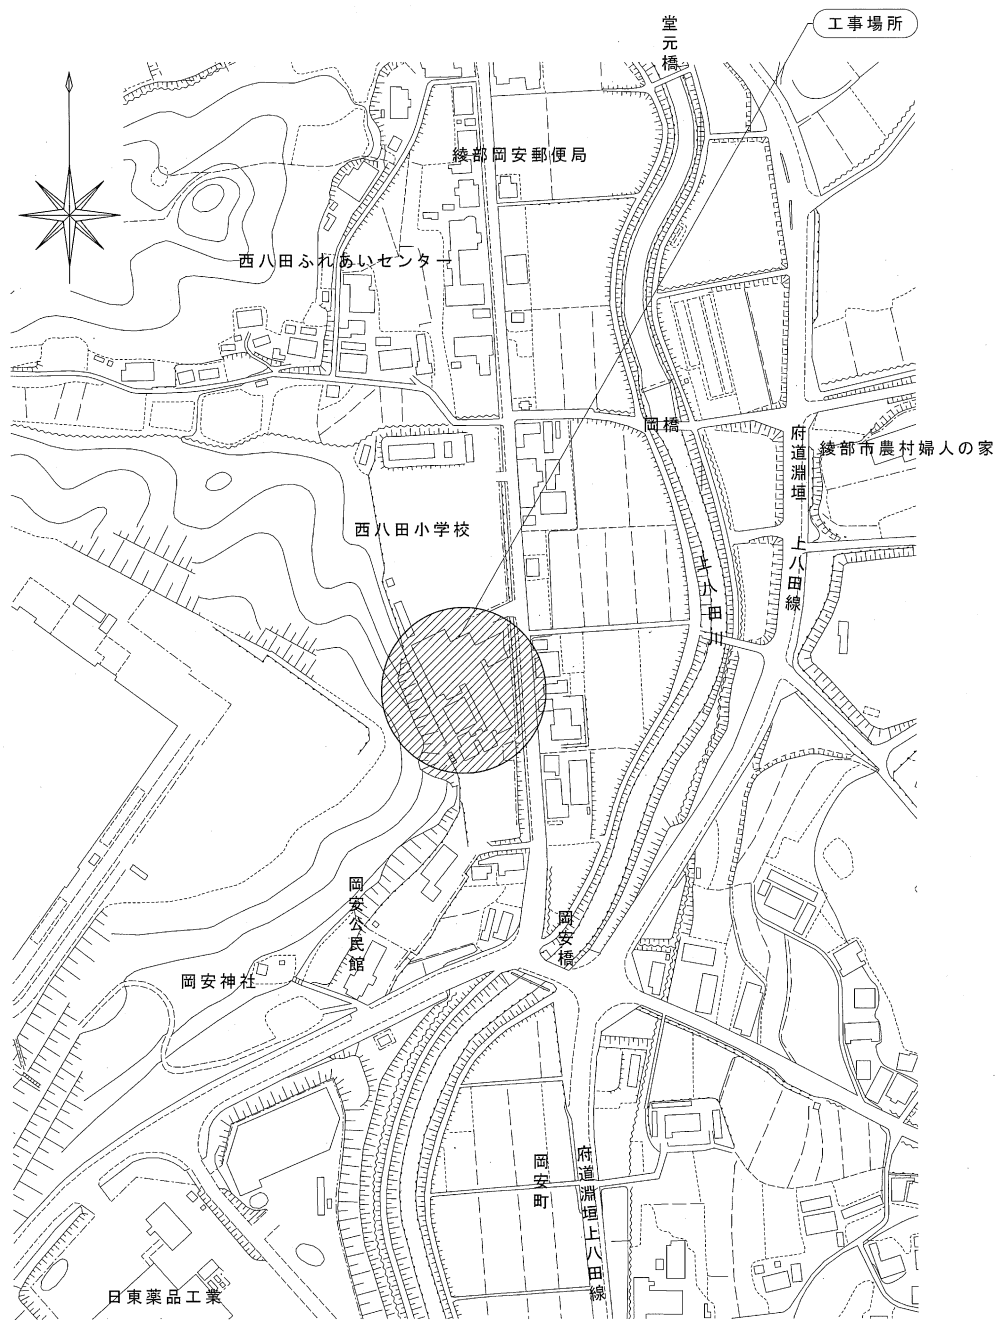 堂元橋
工事場所
綾部岡安郵便局
西八田ふれあいセンター
岡橋
府道淵垣
上八田線
綾部市農村婦人の家
西八田小学校
上八田川
岡安公民館
岡安橋
岡安神社
岡安町
府道淵垣上八田線
日東薬品工業